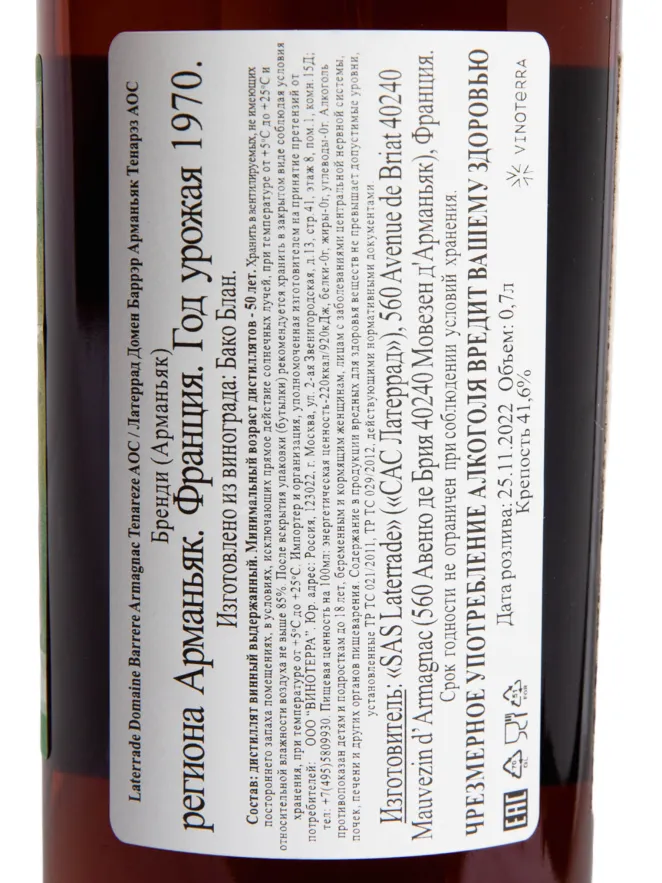 Laterrade Domaine Barrere Armagnac Tenareze AOC / Латеррад Домен Баррэр Арманьяк Тенарэз АОС
Бренди (Арманьяк)
региона Арманьяк. Франция. Год урожая 1970.
Изготовлено из винограда: Бако Блан.
Состав: дистиллят винный выдержанный. Минимальный возраст дистиллятов - 50 лет. Хранить в вентилируемых, не имеющих
постороннего запаха помещениях, в условиях, исключающих прямое действие солнечных лучей, при температуре от +5°С до +25°С и
относительной влажности воздуха не выше 85%. После вскрытия упаковки (бутылки) рекомендуется хранить в закрытом виде соблюдая условия
хранения, при температуре от +5°С до +25°С. Импортер и организация, уполномоченная изготовителем на принятие претензий от
потребителей: ООО "ВИНОТЕРРА". Юр. адрес: Россия, 123022, г. Москва, ул. 2-ая Звенигородская, д.13, стр.41, этаж 8, пом.1, комн.15Д;
тел: +7(495)5809930. Пищевая ценность на 100мл: энергетическая ценность-220ккал/920кДж, белки-0г, жиры-0г, углеводы-0г. Алкоголь
противопоказан детям и подросткам до 18 лет, беременным и кормящим женщинам, лицам с заболеваниями центральной нервной системы,
почек, печени и других органов пищеварения. Содержание в продукции вредных для здоровья веществ не превышает допустимые уровни,
установленные ТР ТС 021/2011, ТР ТС 029/2012, действующими нормативными документами
Изготовитель: «SAS Laterrade» («САС Латеррад»), 560 Avenue de Briat 40240
Mauvezin d'Armagnac (560 Авеню де Брия 40240 Мовезен д'Арманьяк), Франция.
Срок годности не ограничен при соблюдении условий хранения.
ЧРЕЗМЕРНОЕ УПОТРЕБЛЕНИЕ АЛКОГОЛЯ ВРЕДИТ ВАШЕМУ ЗДОРОВЬЮ
Дата розлива: 25.11.2022 Объем: 0,7л
Крепость 41,6%
EAC
VINOTERRA